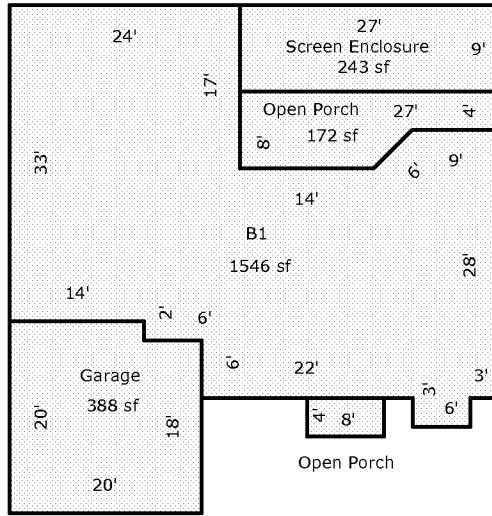 24'
27'
Screen Enclosure
9'
243 sf
17'
Open Porch
27'
4'
172 sf
8'
33'
6'
9'
14'
B1
1546 sf
28'
14'
2'
6'
6'
22'
3'
3'
Garage
388 sf
20'
18'
4'
8'
6'
Open Porch
20'